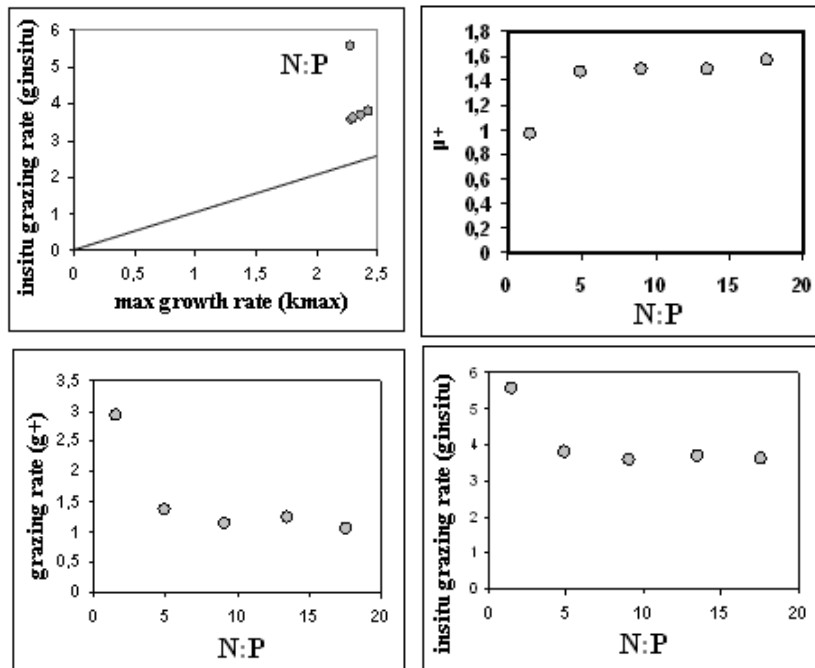 insitu grazing rate (ginsitu)
6
5
4
3
2
1
0
N:P
0 0,5 1 1,5 2 2,5
max growth rate (kmax)
µ+
1,8
1,6
1,4
1,2
1
0,8
0,6
0,4
0,2
0
0 5 10 15 20
N:P
grazing rate (g+)
3,5
3
2,5
2
1,5
1
0,5
0
0 5 10 15 20
N:P
insitu grazing rate (ginsitu)
6
5
4
3
2
1
0
0 5 10 15 20
N:P